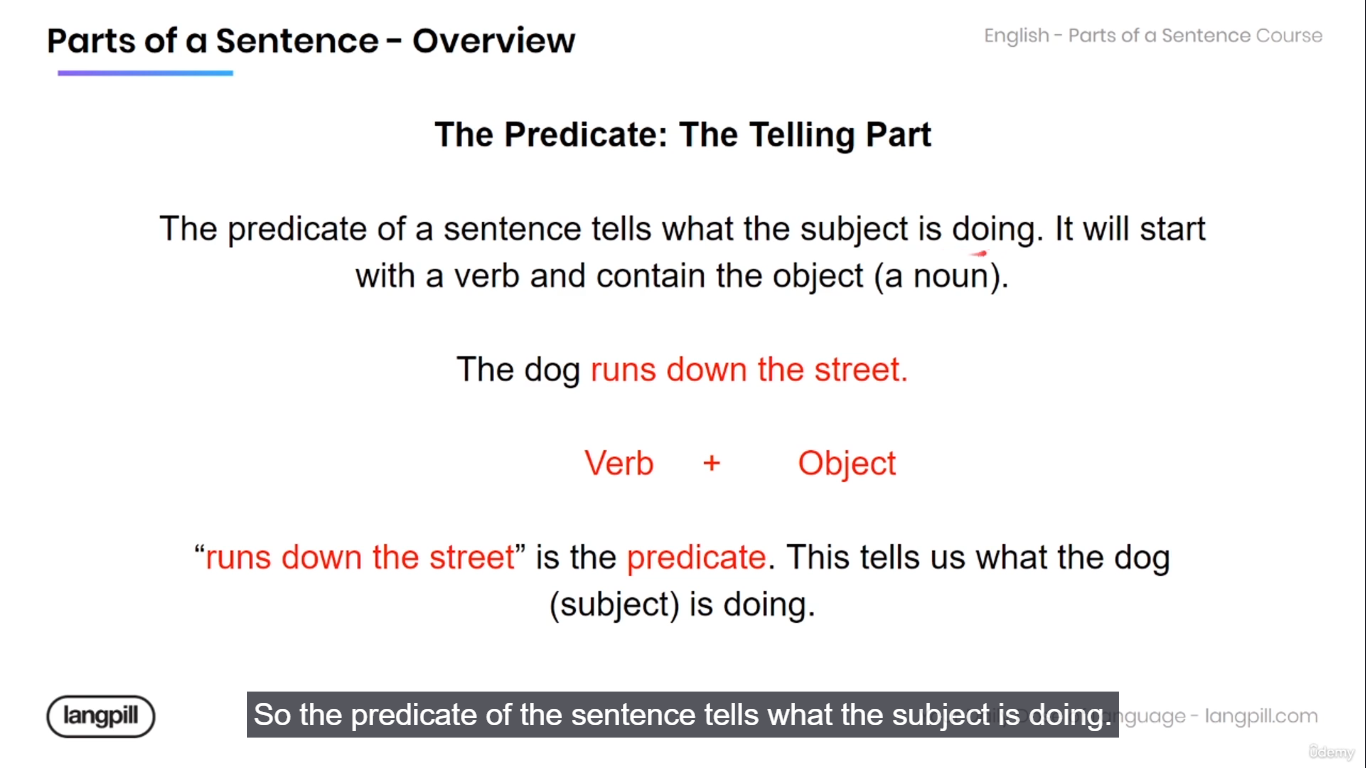 Parts of a Sentence - Overview
English - Parts of a Sentence Course
The Predicate: The Telling Part
The predicate of a sentence tells what the subject is doing. It will start
with a verb and contain the object (a noun).
The dog runs down the street.
Verb + Object
“runs down the street” is the predicate. This tells us what the dog
(subject) is doing.
langpill
So the predicate of the sentence tells what the subject is doing.
- langpill.com
ûdemy